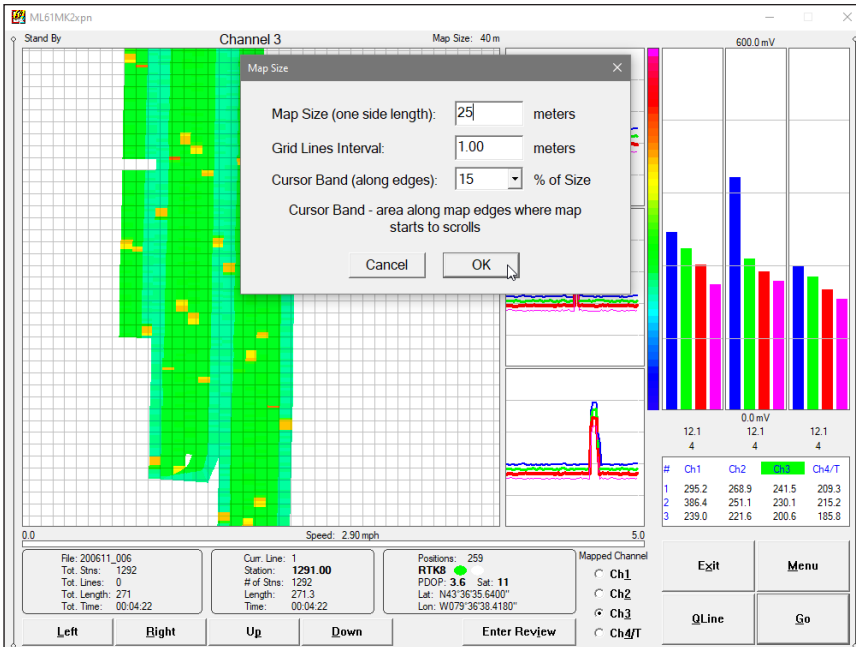 ML61MK2xpn
Stand By
Channel 3
Map Size: 40 m
600.0 mV
Map Size
Map Size (one side length):
25
meters
Grid Lines Interval:
1.00
meters
Cursor Band (along edges):
15
% of Size
Cursor Band - area along map edges where map
starts to scrolls
Cancel
OK
0.0 mV
12.1 12.1 12.1
4 4 4
# Ch1 Ch2 Ch3 Ch4/T
1 295.2 268.9 241.5 209.3
2 386.4 251.1 230.1 215.2
3 239.0 221.6 200.6 185.8
0.0
Speed: 2.90 mph
5.0
File: 200611_006
Tot. Stns: 1292
Tot. Lines: 0
Tot. Length: 271
Tot. Time: 00:04:22
Curr. Line: 1
Station: 1291.00
# of Stns: 1292
Length: 271.3
Time: 00:04:22
Positions: 259
RTK8
PDOP: 3.6 Sat: 11
Lat: N43°36'35.6400"
Lon: W079°36'38.4180"
Mapped Channel
Ch1
Ch2
Ch3
Ch4/T
Exit
Menu
QLine
Go
Left
Right
Up
Down
Enter Review